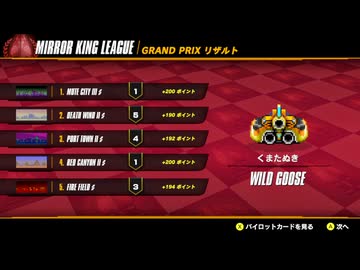 MIRROR KING LEAGUE GRAND PRIX リザルト
1. MUTE CITY III 1 +200 ポイント
2. DEATH WIND II 5 +190 ポイント
3. PORT TOWN II 4 +192 ポイント
4. RED CANYON II 1 +200 ポイント
5. FIRE FIELD 3 +194 ポイント
くまたぬき
WILD GOOSE
X パイロットカードを見る A 次へ